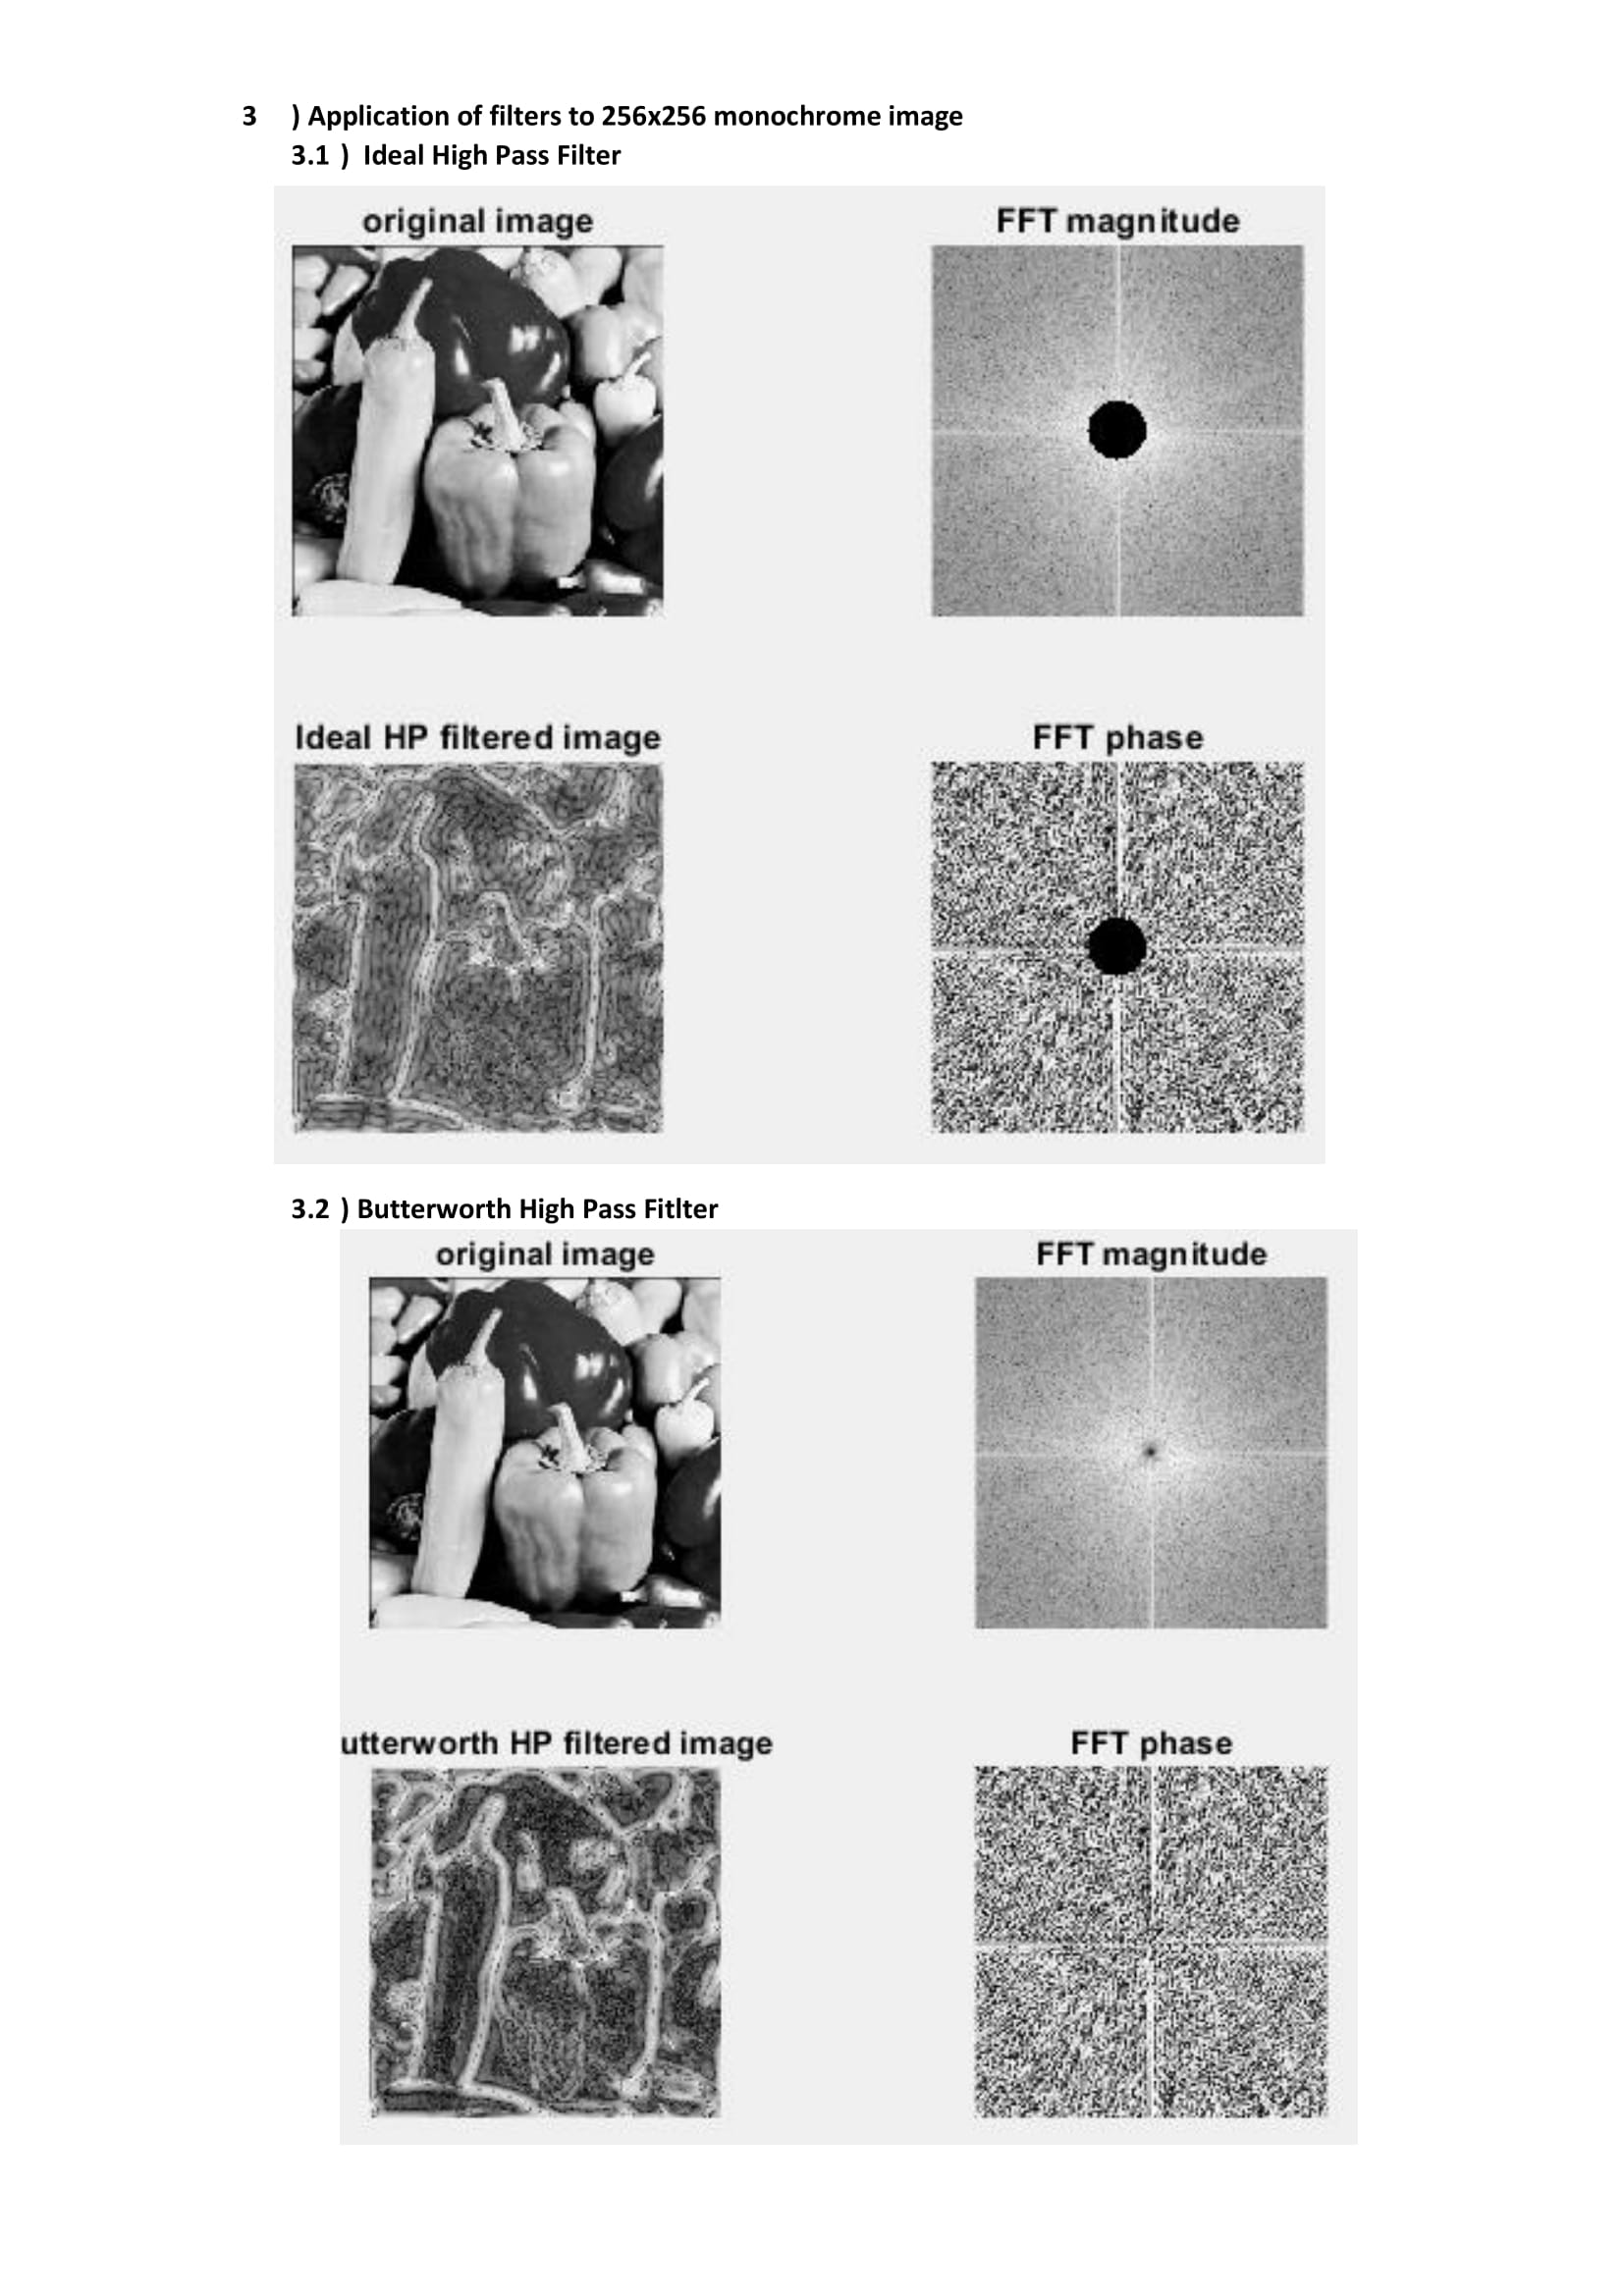 3 ) Application of filters to 256x256 monochrome image
3.1 ) Ideal High Pass Filter
original image FFT magnitude
Ideal HP filtered image FFT phase
3.2 ) Butterworth High Pass Fitlter
original image FFT magnitude
utterworth HP filtered image FFT phase